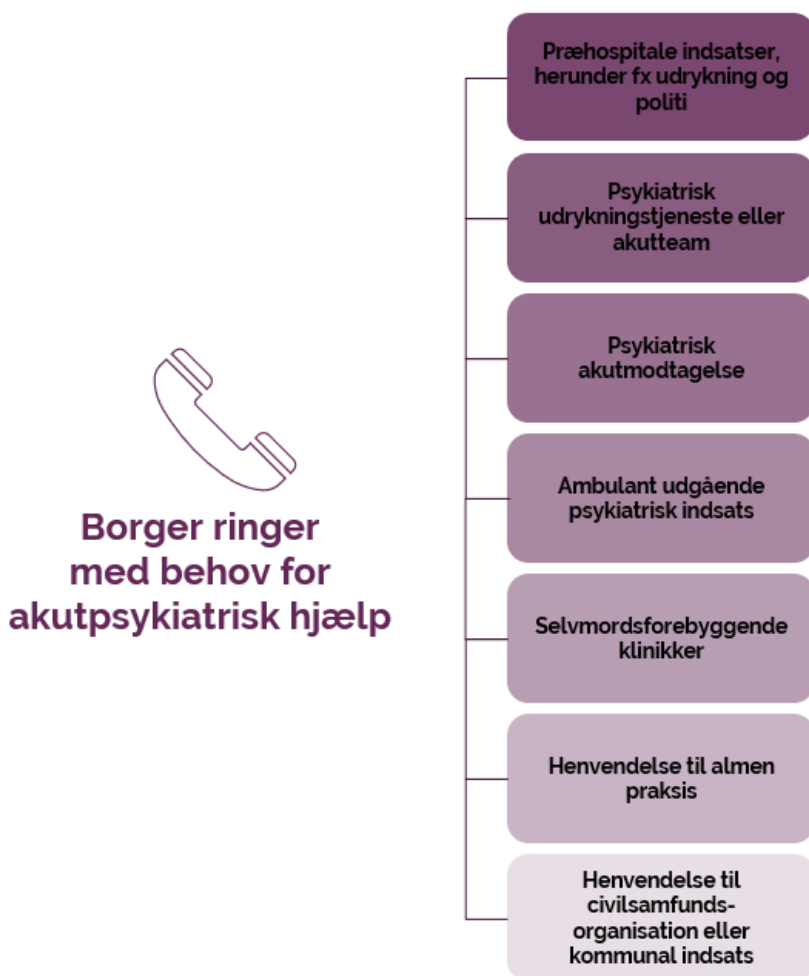 Præhospitale indsatser,
herunder fx udrykning og
politi
Psykiatrisk
udrykningstjeneste eller
akutteam
Psykiatrisk
akutmodtagelse
Borger ringer
med behov for
akutpsykiatrisk hjælp
Ambulant udgående
psykiatrisk indsats
Selvmordsforebyggende
klinikker
Henvendelse til almen
praksis
Henvendelse til
civilsamfunds-
organisation eller
kommunal indsats